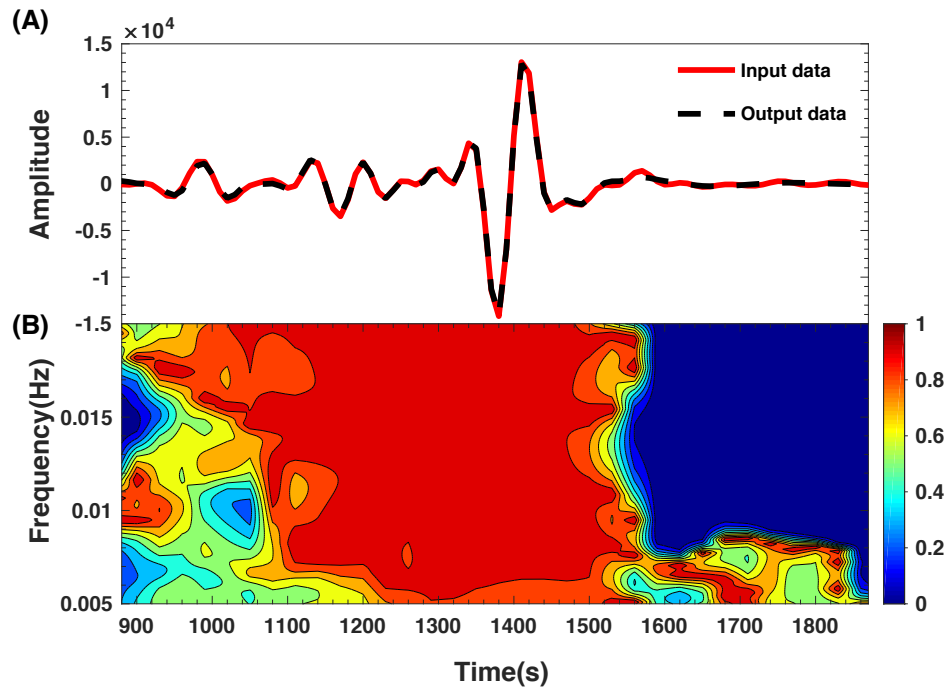 (A)
×10⁴
1.5
1
0.5
0
-0.5
-1
-1.5
Amplitude
Input data
Output data
(B)
0.015
0.01
0.005
Frequency(Hz)
900 1000 1100 1200 1300 1400 1500 1600 1700 1800
Time(s)
1
0.8
0.6
0.4
0.2
0